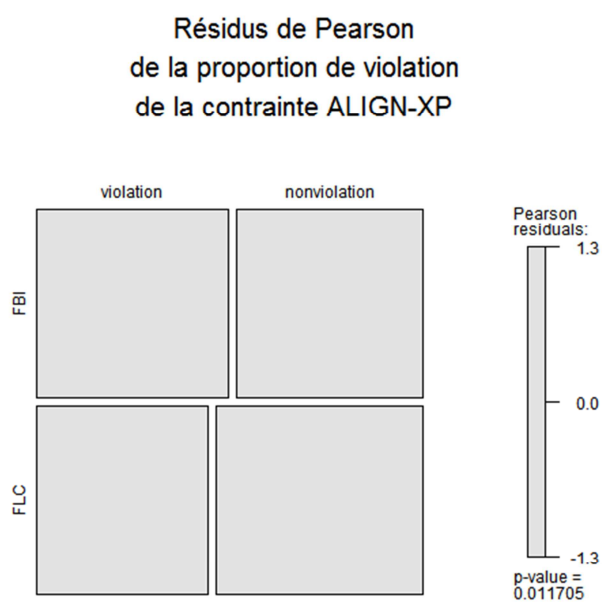 Résidus de Pearson
de la proportion de violation
de la contrainte ALIGN-XP
violation nonviolation
FBI
FLC
Pearson
residuals:
1.3
0.0
-1.3
p-value =
0.011705